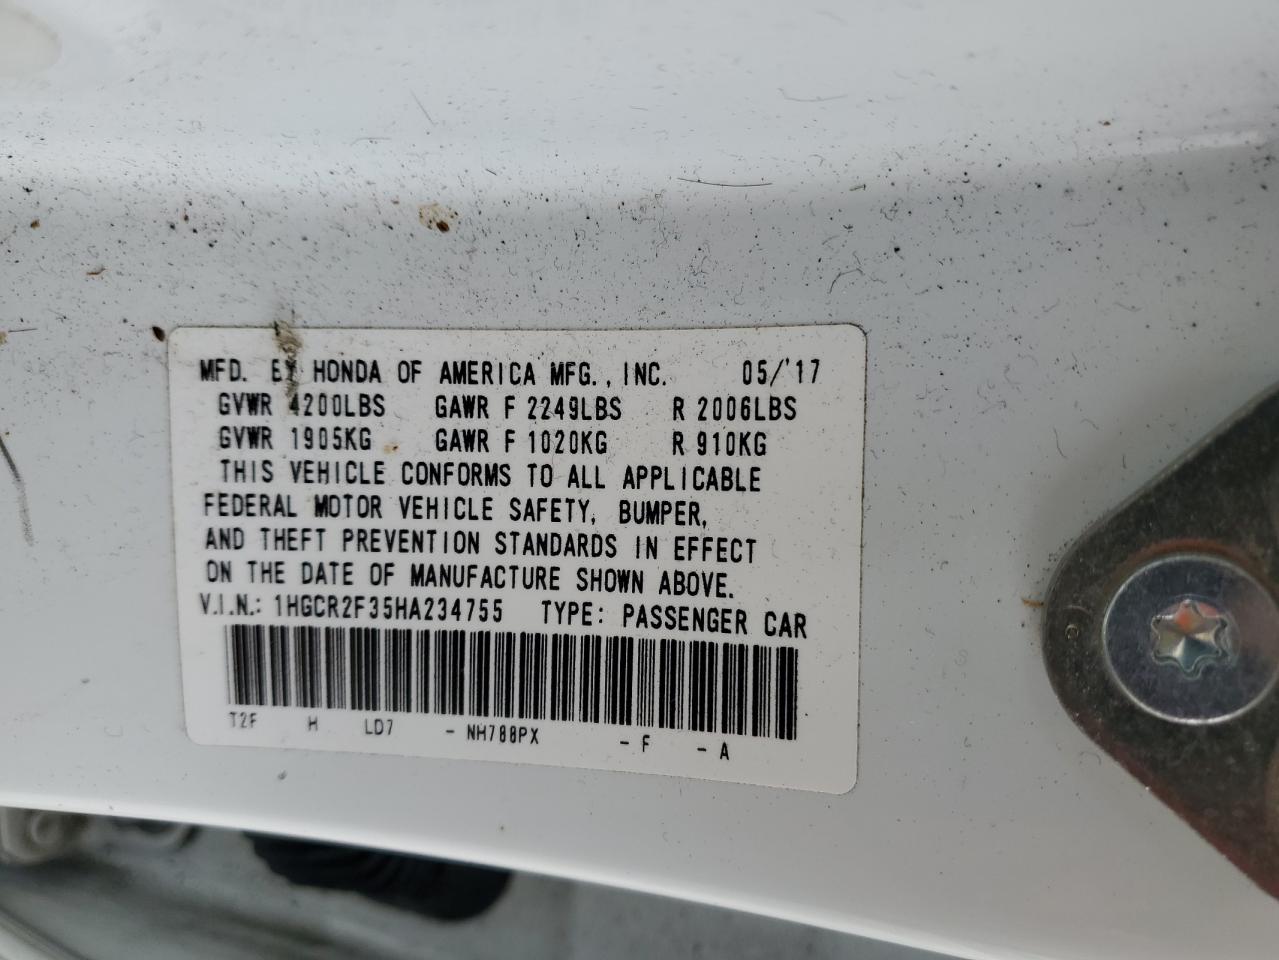 MFD. BY HONDA OF AMERICA MFG., INC. 05/'17
GVWR 4200LBS GAWR F 2249LBS R 2006LBS
GVWR 1905KG GAWR F 1020KG R 910KG
THIS VEHICLE CONFORMS TO ALL APPLICABLE
FEDERAL MOTOR VEHICLE SAFETY, BUMPER,
AND THEFT PREVENTION STANDARDS IN EFFECT
ON THE DATE OF MANUFACTURE SHOWN ABOVE.
V.I.N.: 1HGCR2F35HA234755 TYPE: PASSENGER CAR
T2F H LD7 - NH788PX - F - A